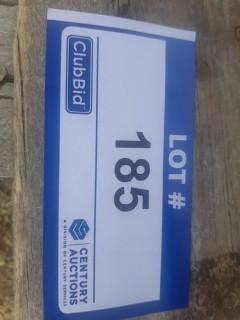 LOT #
185
ClubBid
CENTURY
AUCTIONS
A DIVISION OF CENTURY SERVICES